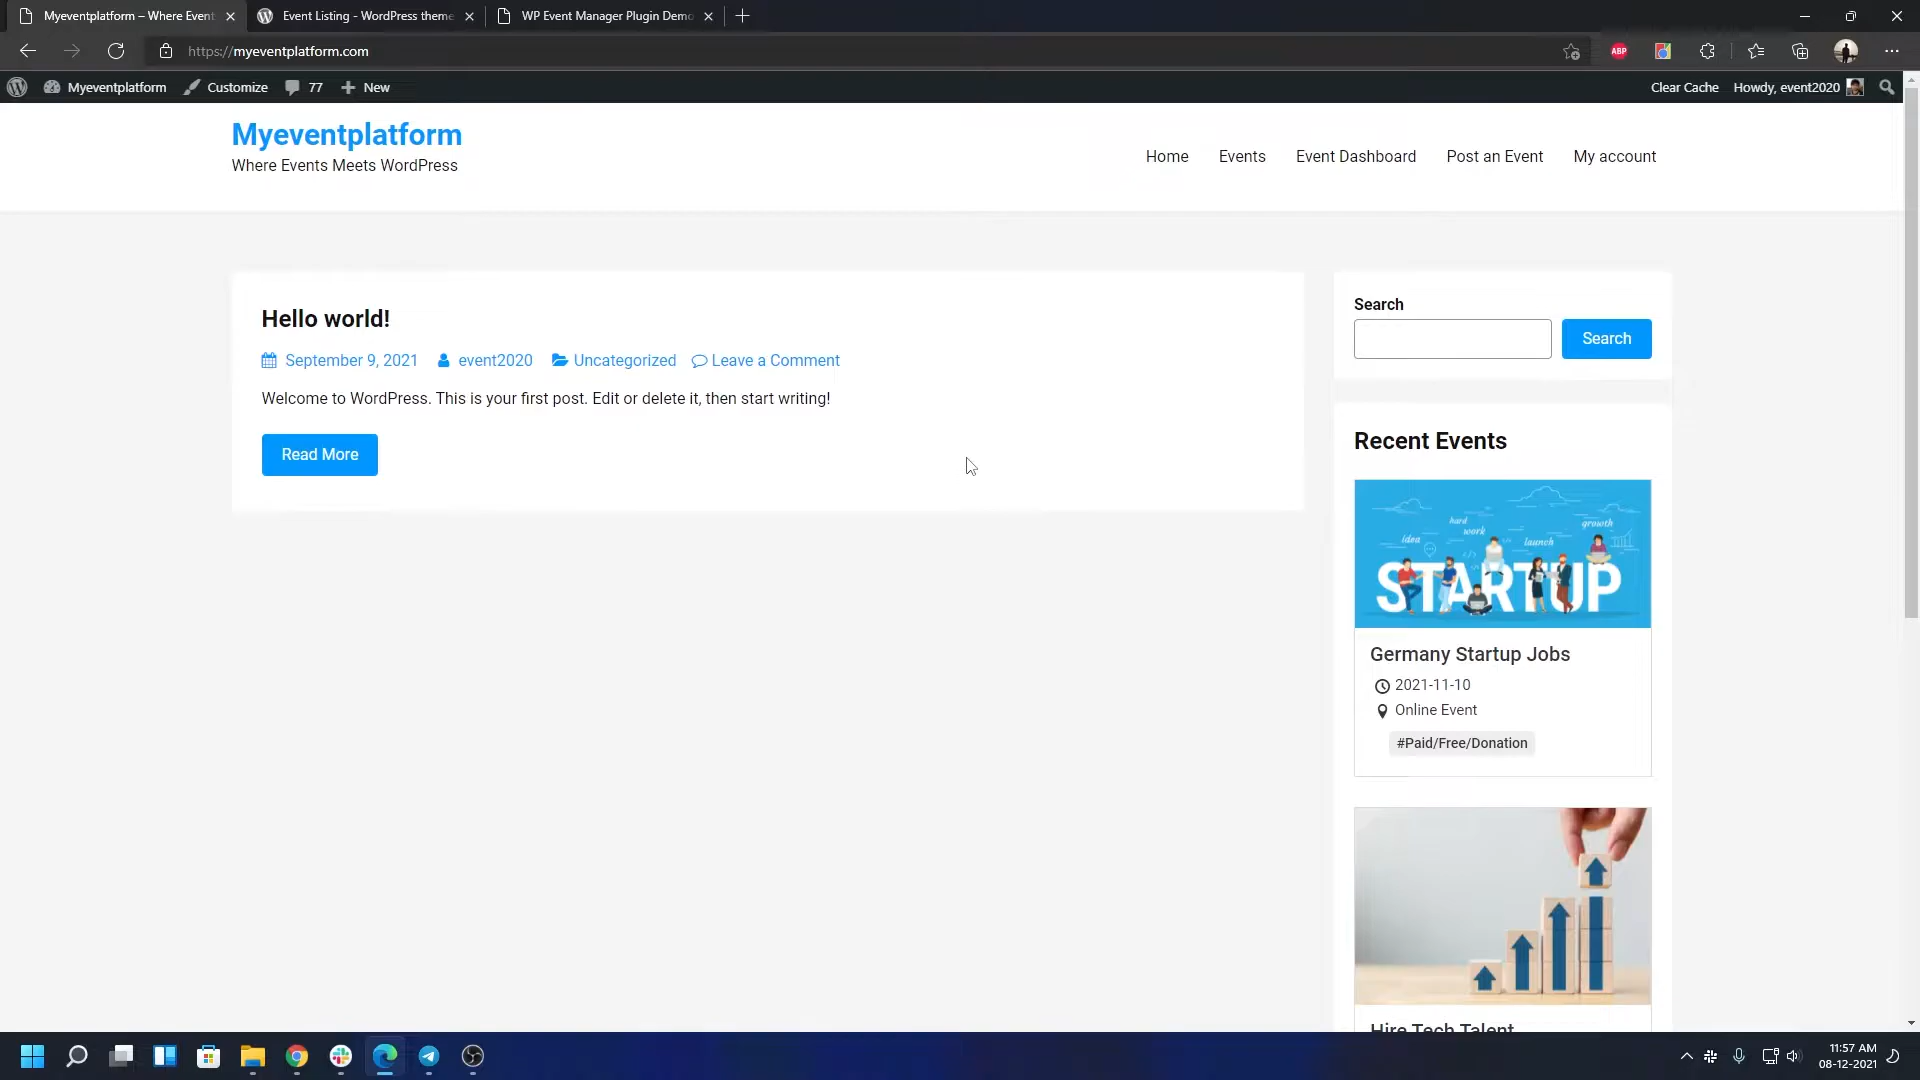 Myeventplatform – Where Event
Event Listing - WordPress theme
WP Event Manager Plugin Demo
https://myeventplatform.com
ABP
Myeventplatform
Customize
77
New
Clear Cache
Howdy, event2020
Myeventplatform
Where Events Meets WordPress
Home
Events
Event Dashboard
Post an Event
My account
Hello world!
September 9, 2021
event2020
Uncategorized
Leave a Comment
Welcome to WordPress. This is your first post. Edit or delete it, then start writing!
Read More
Search
Search
Recent Events
idea
hard
work
launch
growth
STARTUP
Germany Startup Jobs
2021-11-10
Online Event
#Paid/Free/Donation
Hire Tech Talent
11:57 AM
08-12-2021